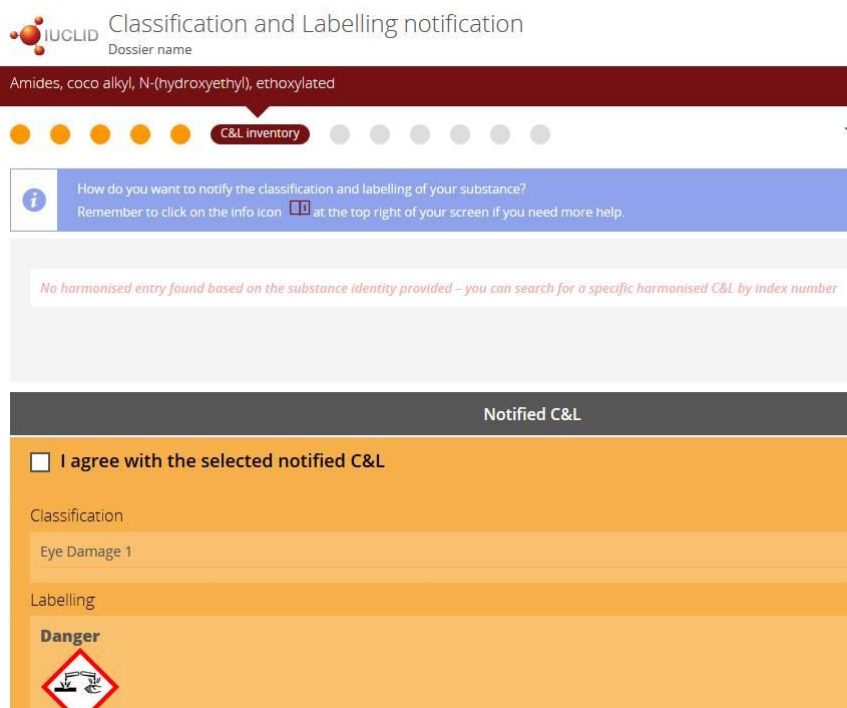 IUCLID
Classification and Labelling notification
Dossier name
Amides, coco alkyl, N-(hydroxyethyl), ethoxylated
C&L inventory
How do you want to notify the classification and labelling of your substance?
Remember to click on the info icon at the top right of your screen if you need more help.
No harmonised entry found based on the substance identity provided – you can search for a specific harmonised C&L by index number
Notified C&L
I agree with the selected notified C&L
Classification
Eye Damage 1
Labelling
Danger